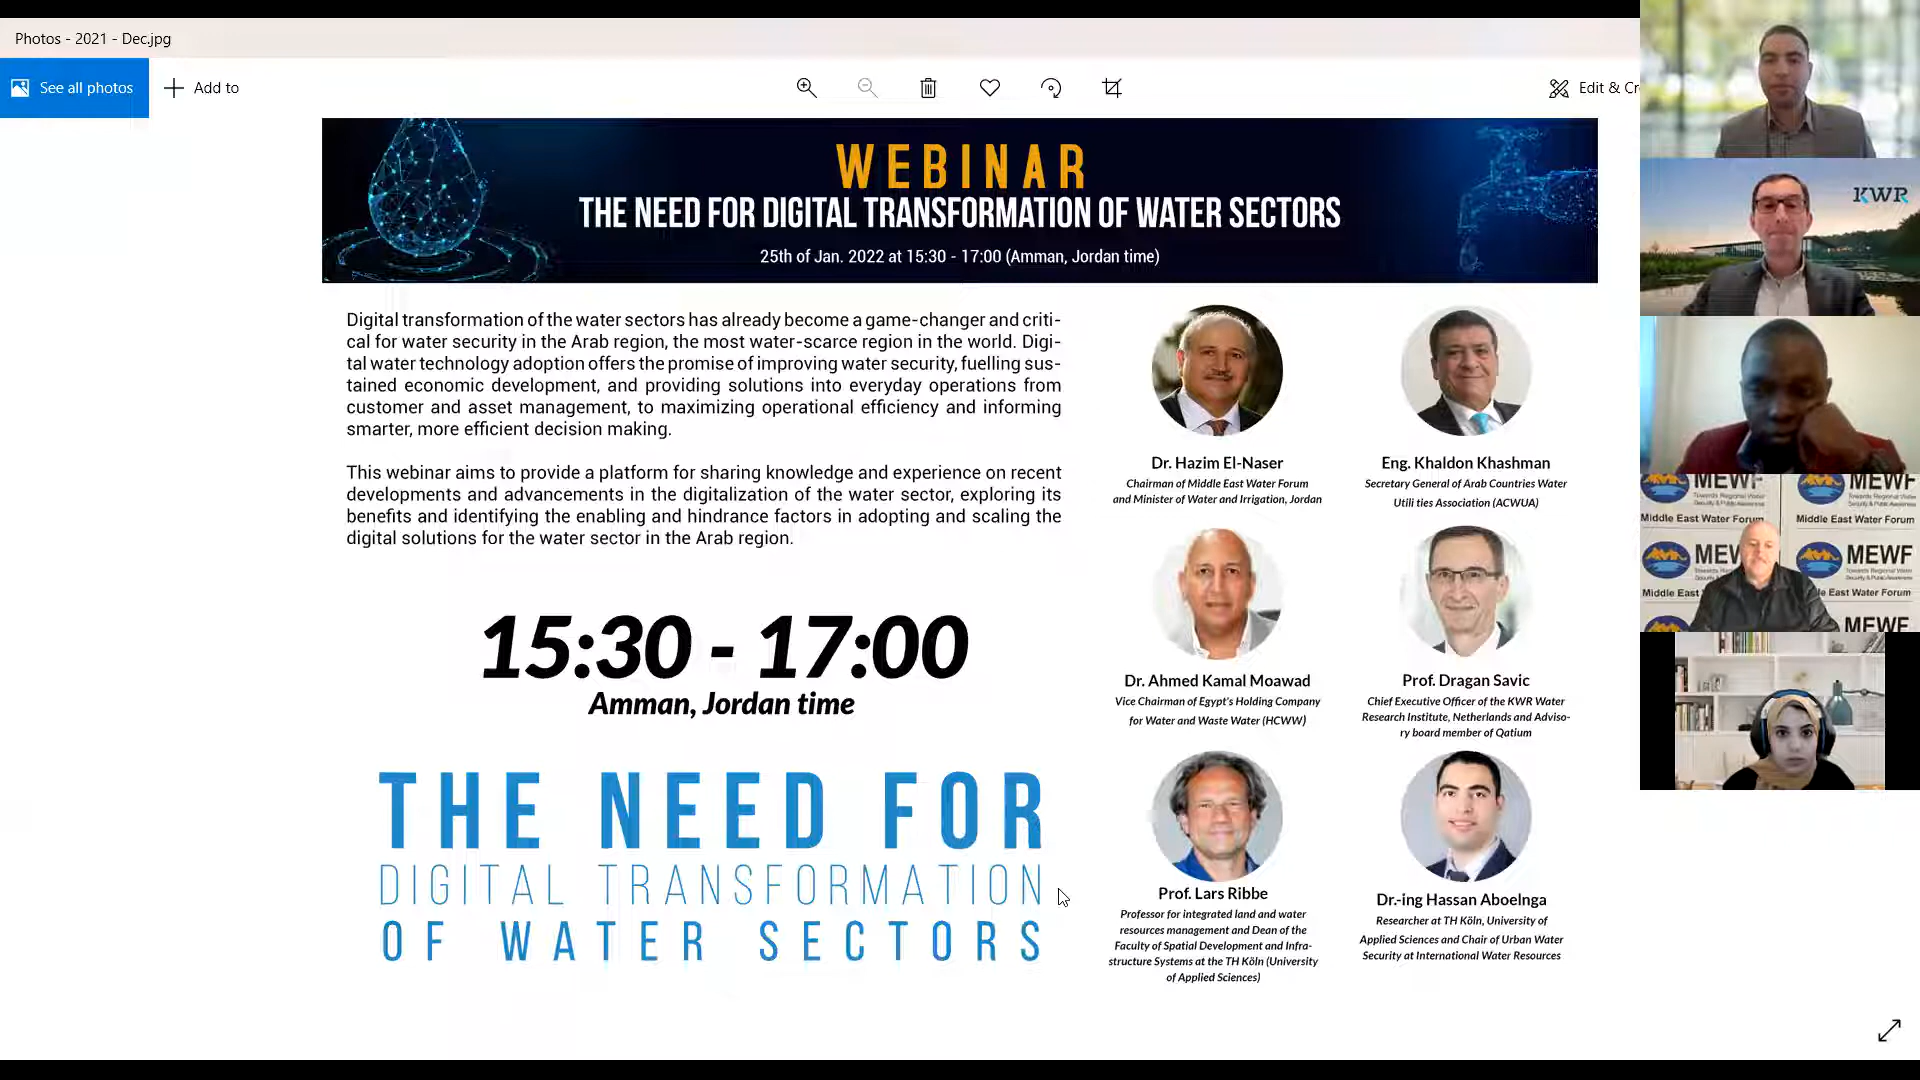 Photos - 2021 - Dec.jpg
See all photos
Add to
Edit & Cr
WEBINAR
THE NEED FOR DIGITAL TRANSFORMATION OF WATER SECTORS
25th of Jan. 2022 at 15:30 - 17:00 (Amman, Jordan time)
Digital transformation of the water sectors has already become a game-changer and criti-
cal for water security in the Arab region, the most water-scarce region in the world. Digi-
tal water technology adoption offers the promise of improving water security, fuelling sus-
tained economic development, and providing solutions into everyday operations from
customer and asset management, to maximizing operational efficiency and informing
smarter, more efficient decision making.
This webinar aims to provide a platform for sharing knowledge and experience on recent
developments and advancements in the digitalization of the water sector, exploring its
benefits and identifying the enabling and hindrance factors in adopting and scaling the
digital solutions for the water sector in the Arab region.
15:30 - 17:00
Amman, Jordan time
THE NEED FOR
DIGITAL TRANSFORMATION
OF WATER SECTORS
Dr. Hazim El-Naser
Chairman of Middle East Water Forum
and Minister of Water and Irrigation, Jordan
Eng. Khaldon Khashman
Secretary General of Arab Countries Water
Utili ties Association (ACWUA)
Dr. Ahmed Kamal Moawad
Vice Chairman of Egypt's Holding Company
for Water and Waste Water (HCWW)
Prof. Dragan Savic
Chief Executive Officer of the KWR Water
Research Institute, Netherlands and Adviso-
ry board member of Qatium
Prof. Lars Ribbe
Professor for integrated land and water
resources management and Dean of the
Faculty of Spatial Development and Infra-
structure Systems at the TH Köln (University
of Applied Sciences)
Dr.-ing Hassan Aboelnga
Researcher at TH Köln, University of
Applied Sciences and Chair of Urban Water
Security at International Water Resources
KWR
MEWF MEWF
Towards Regional Water
Security & Public Awareness
Middle East Water Forum Middle East Water Forum
MEW MEWF
Towards Regional Water
Security & Public Awareness
Middle East le East Water Forum
MEWF